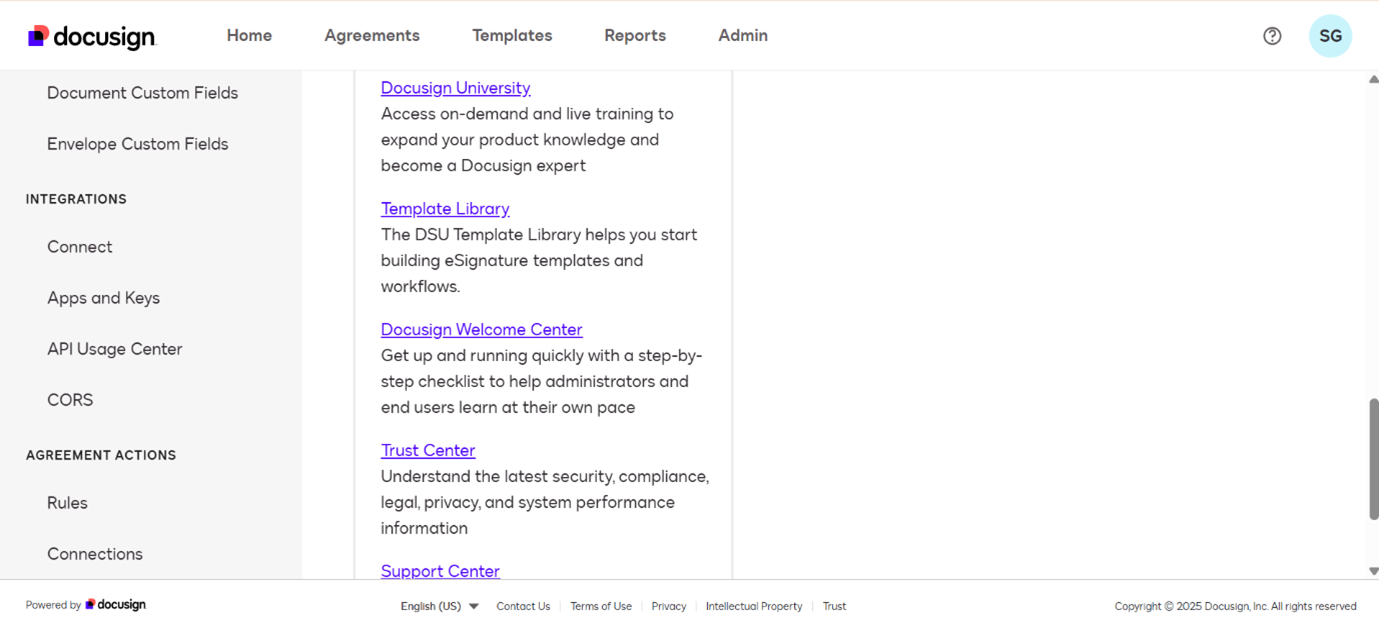 docusign
Home
Agreements
Templates
Reports
Admin
SG
Document Custom Fields
Envelope Custom Fields
INTEGRATIONS
Connect
Apps and Keys
API Usage Center
CORS
AGREEMENT ACTIONS
Rules
Connections
Docusign University
Access on-demand and live training to
expand your product knowledge and
become a Docusign expert
Template Library
The DSU Template Library helps you start
building eSignature templates and
workflows.
Docusign Welcome Center
Get up and running quickly with a step-by-
step checklist to help administrators and
end users learn at their own pace
Trust Center
Understand the latest security, compliance,
legal, privacy, and system performance
information
Support Center
Powered by docusign
English (US)
Contact Us
Terms of Use
Privacy
Intellectual Property
Trust
Copyright © 2025 Docusign, Inc. All rights reserved